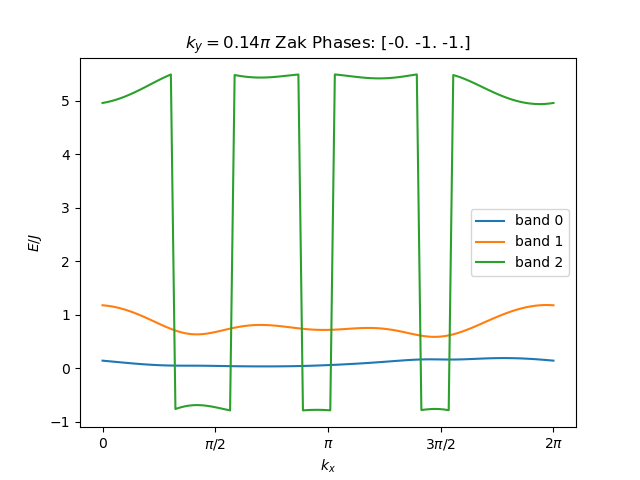 $k_y = 0.14\pi$ Zak Phases: [-0. -1. -1.]
E/J
5
4
3
2
1
0
−1
band 0
band 1
band 2
0
π/2
π
3π/2
2π
$k_x$